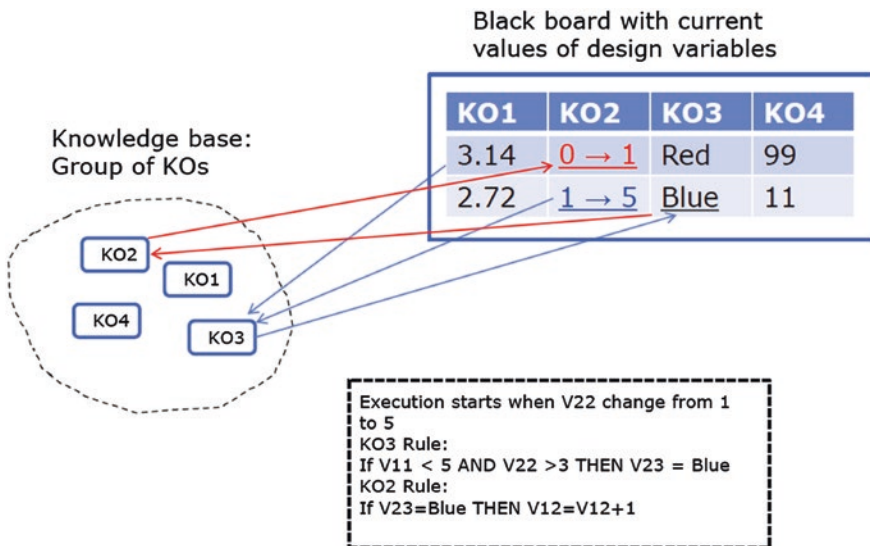 Black board with current
values of design variables
KO1 KO2 KO3 KO4
3.14 0 → 1 Red 99
2.72 1 → 5 Blue 11
Knowledge base:
Group of KOs
KO2
KO1
KO4
KO3
Execution starts when V22 change from 1
to 5
KO3 Rule:
If V11 < 5 AND V22 >3 THEN V23 = Blue
KO2 Rule:
If V23=Blue THEN V12=V12+1